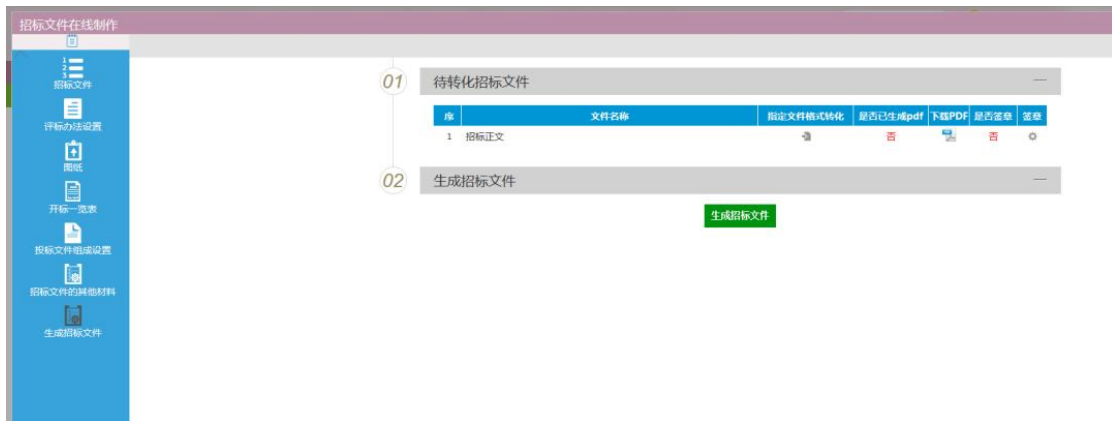 招标文件在线制作
招标文件
评标办法设置
图纸
开标一览表
投标文件组成设置
招标文件的其他材料
生成招标文件
01 待转化招标文件
序 文件名称 指定文件格式转化 是否已生成pdf 下载PDF 是否签章 签章
1 招标正文 否 否
02 生成招标文件
生成招标文件